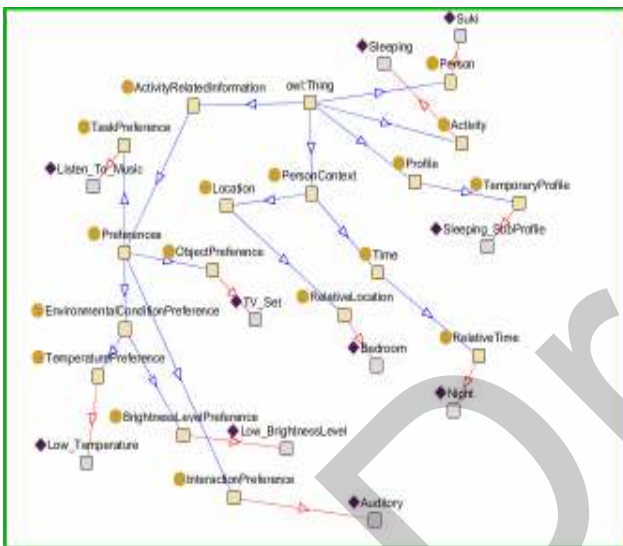 Suki
Sleeping
Person
ActivityRelatedInformation
owl:Thing
TaskPreference
Activity
Listen_To_Music
Profile
PersonContext
Location
TemporaryProfile
Preferences
Sleeping_SubProfile
ObjectPreference
Time
EnvironmentalConditionPreference
TV_Set
RelativeLocation
TemperaturePreference
Bedroom
RelativeTime
Night
BrightnessLevelPreference
Low_BrightnessLevel
Low_Temperature
InteractionPreference
Auditory
Dr